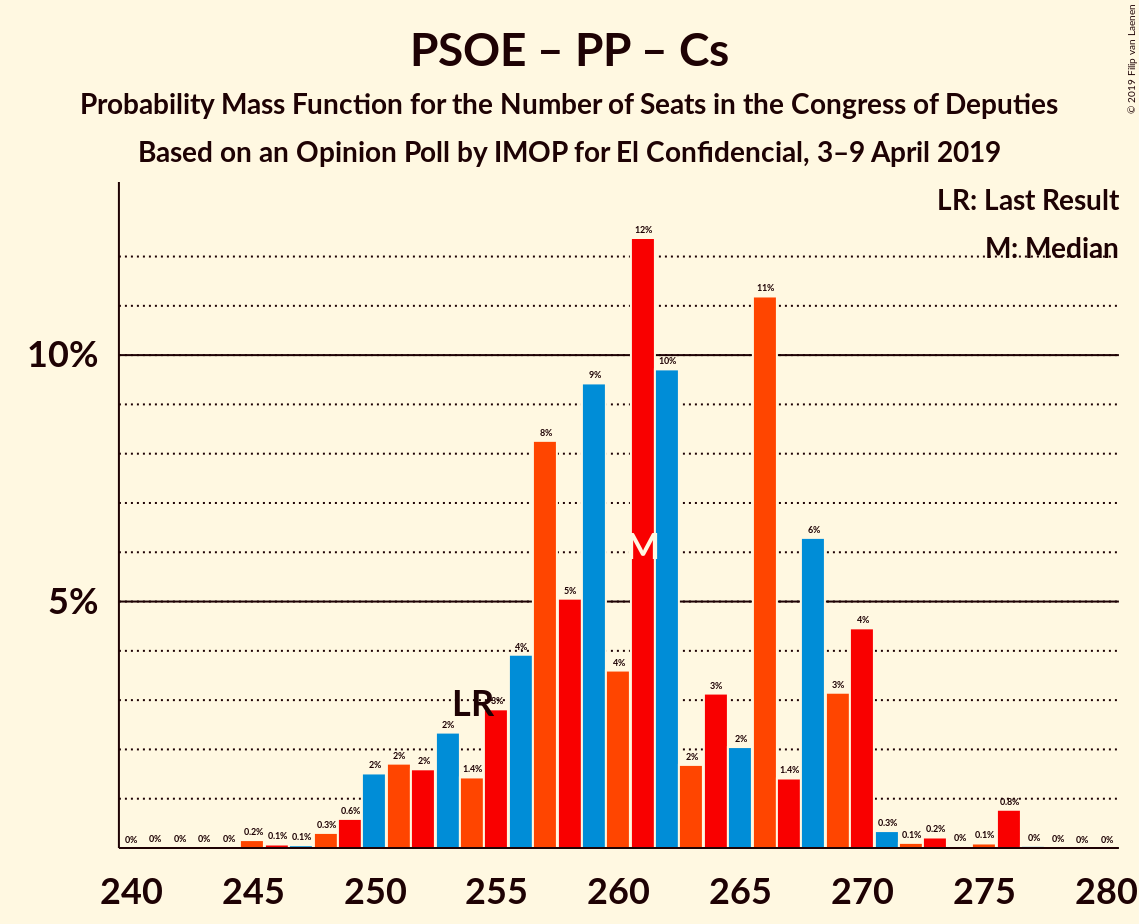 PSOE – PP – Cs
Probability Mass Function for the Number of Seats in the Congress of Deputies
Based on an Opinion Poll by IMOP for El Confidencial, 3–9 April 2019
© 2019 Filip van Laenen
LR: Last Result
M: Median
10%
5%
0% 0% 0% 0% 0% 0.2% 0.1% 0.1% 0.3% 0.6% 2% 2% 2% 2% 1.4% 3% 4% 8% 5% 9% 4% 12% 10% 2% 3% 2% 11% 1.4% 6% 3% 4% 0.3% 0.1% 0.2% 0% 0.1% 0.8% 0% 0% 0% 0%
LR
M
240 245 250 255 260 265 270 275 280